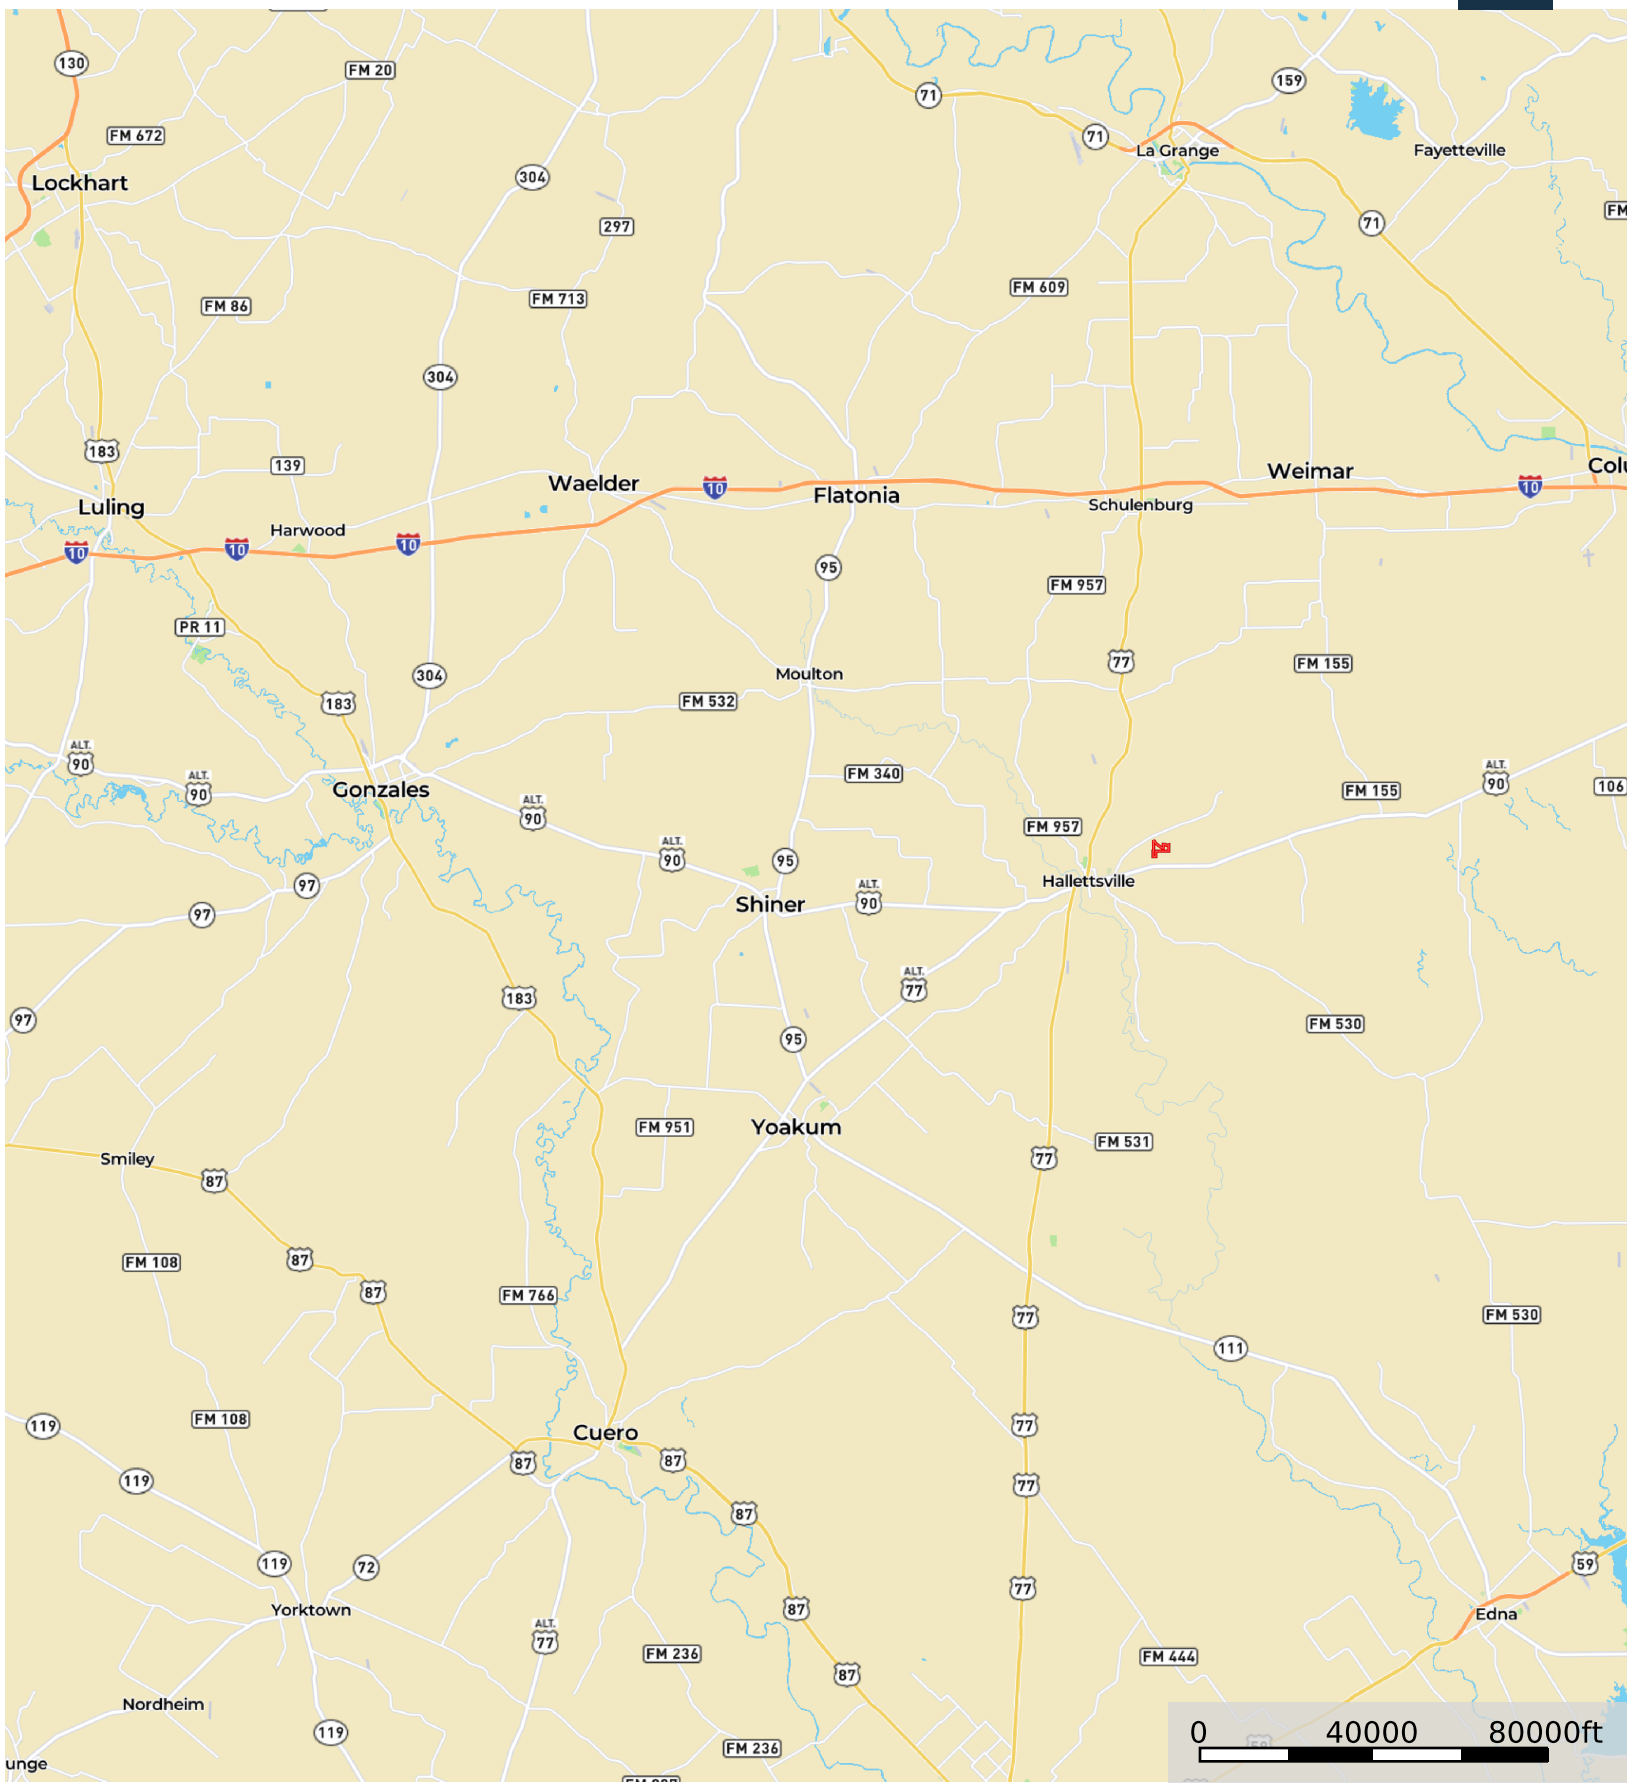 130
FM 20
71
159
FM 672
71
La Grange
Fayetteville
Lockhart
304
FM
297
71
FM 609
FM 713
FM 86
304
183
139
Waelder
10
Weimar
Colu
10
Flatonia
Luling
Schulenburg
Harwood
10
10
10
95
FM 957
PR 11
77
FM 155
Moulton
304
FM 532
183
ALT.
90
FM 340
ALT.
90
ALT.
90
106
Gonzales
FM 155
ALT.
90
FM 957
ALT.
90
95
97
Hallettsville
ALT.
90
Shiner
97
ALT.
77
183
97
FM 530
95
FM 951
Yoakum
FM 531
Smiley
77
87
87
FM 108
87
FM 766
77
FM 530
111
FM 108
119
77
Cuero
87
87
119
77
87
119
72
59
77
Yorktown
87
Edna
ALT.
77
FM 236
FM 444
87
Nordheim
119
FM 236
unge
0 40000 80000ft